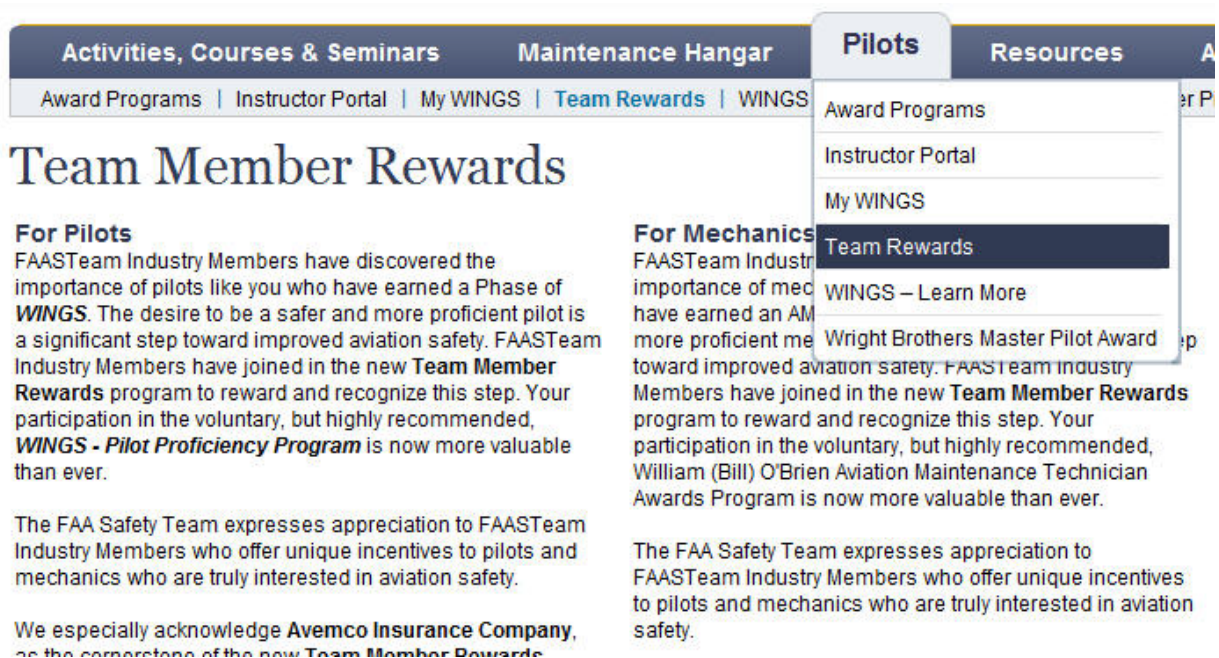 Activities, Courses & Seminars Maintenance Hangar Pilots Resources A
Award Programs | Instructor Portal | My WINGS | Team Rewards | WINGS
Award Programs
Instructor Portal
My WINGS
Team Rewards
WINGS – Learn More
Wright Brothers Master Pilot Award
Team Member Rewards
For Pilots
FAASTeam Industry Members have discovered the
importance of pilots like you who have earned a Phase of
WINGS. The desire to be a safer and more proficient pilot is
a significant step toward improved aviation safety. FAASTeam
Industry Members have joined in the new Team Member
Rewards program to reward and recognize this step. Your
participation in the voluntary, but highly recommended,
WINGS - Pilot Proficiency Program is now more valuable
than ever.
The FAA Safety Team expresses appreciation to FAASTeam
Industry Members who offer unique incentives to pilots and
mechanics who are truly interested in aviation safety.
We especially acknowledge Avemco Insurance Company,
as the cornerstone of the new Team Member Rewards
For Mechanics
FAASTeam
importance of
have earned an
more proficient
toward improved aviation safety. FAASTeam Industry
Members have joined in the new Team Member Rewards
program to reward and recognize this step. Your
participation in the voluntary, but highly recommended,
William (Bill) O'Brien Aviation Maintenance Technician
Awards Program is now more valuable than ever.
The FAA Safety Team expresses appreciation to
FAASTeam Industry Members who offer unique incentives
to pilots and mechanics who are truly interested in aviation
safety.